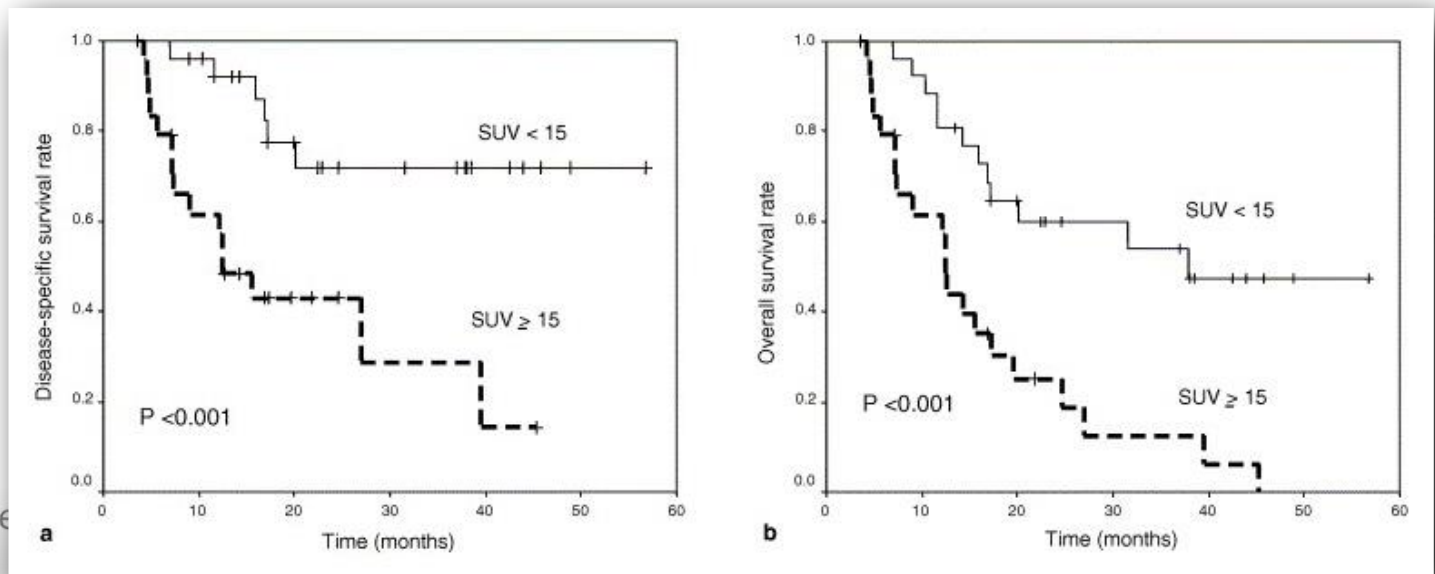 1.0
0.8
0.6
0.4
0.2
0.0
Disease-specific survival rate
SUV < 15
SUV ≥ 15
P <0.001
0 10 20 30 40 50 60
Time (months)
a
1.0
0.8
0.6
0.4
0.2
0.0
Overall survival rate
SUV < 15
SUV ≥ 15
P <0.001
0 10 20 30 40 50 60
Time (months)
b